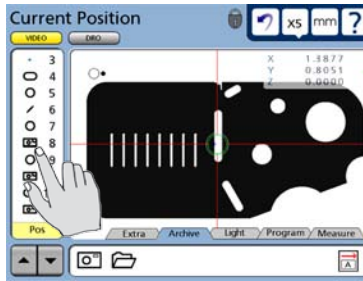 Current Position
X5 mm ?
VIDEO DRO
3
4
5
6
7
8
9
X 1.3877
Y 0.8051
Z 0.0000
Pos
Extra Archive Light Program Measure
A